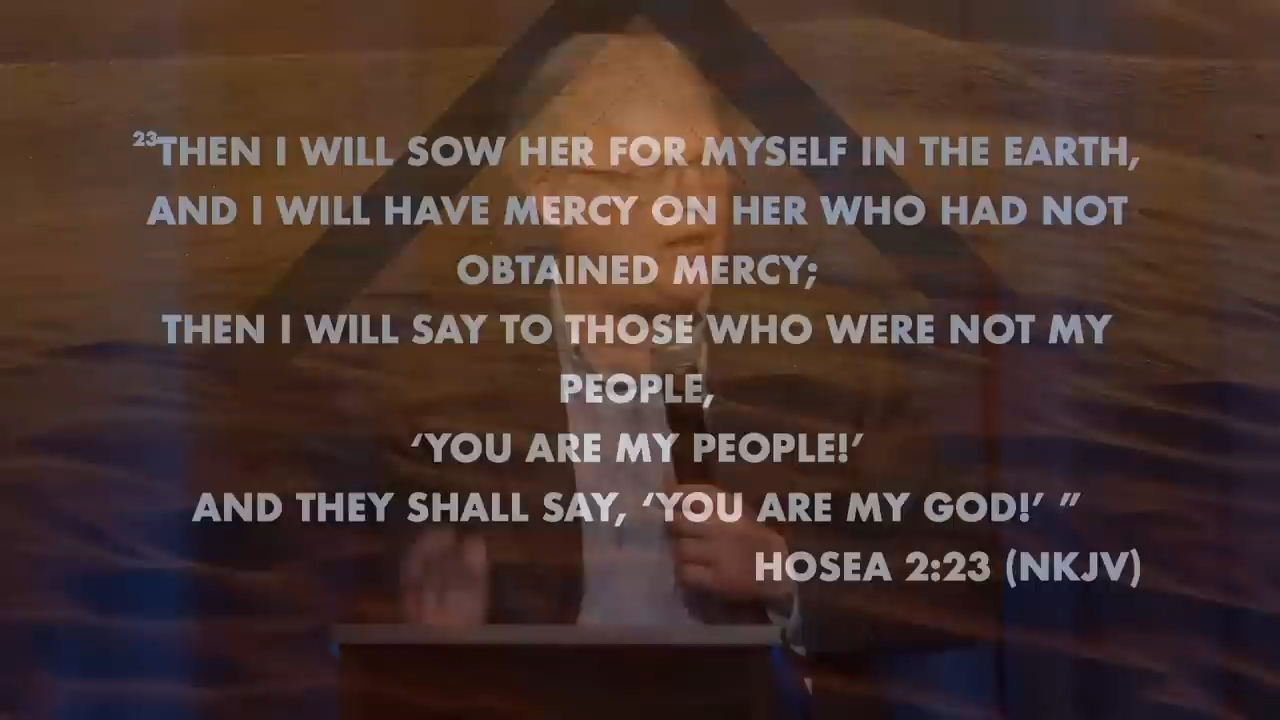 23THEN I WILL SOW HER FOR MYSELF IN THE EARTH,
AND I WILL HAVE MERCY ON HER WHO HAD NOT
OBTAINED MERCY;
THEN I WILL SAY TO THOSE WHO WERE NOT MY
PEOPLE,
‘YOU ARE MY PEOPLE!’
AND THEY SHALL SAY, ‘YOU ARE MY GOD!’ ”
HOSEA 2:23 (NKJV)